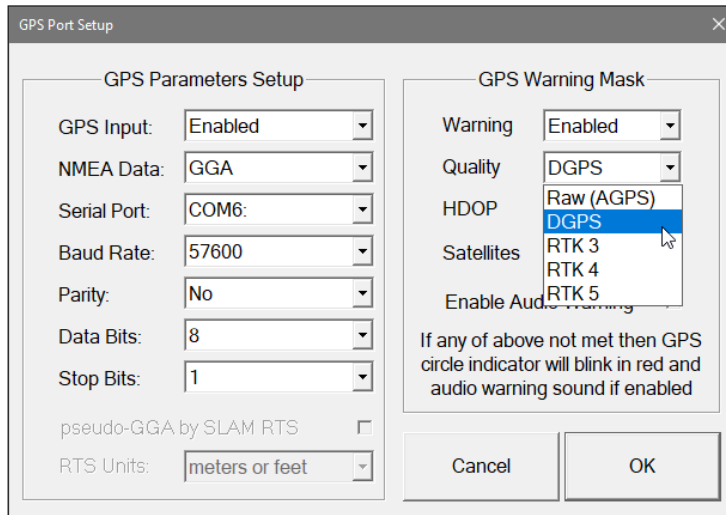 GPS Port Setup
GPS Parameters Setup
GPS Input: Enabled
NMEA Data: GGA
Serial Port: COM6:
Baud Rate: 57600
Parity: No
Data Bits: 8
Stop Bits: 1
pseudo-GGA by SLAM RTS
RTS Units: meters or feet
GPS Warning Mask
Warning Enabled
Quality DGPS
Raw (AGPS)
HDOP
DGPS
RTK 3
Satellites
RTK 4
RTK 5
Enable Audio Warning
If any of above not met then GPS
circle indicator will blink in red and
audio warning sound if enabled
Cancel
OK